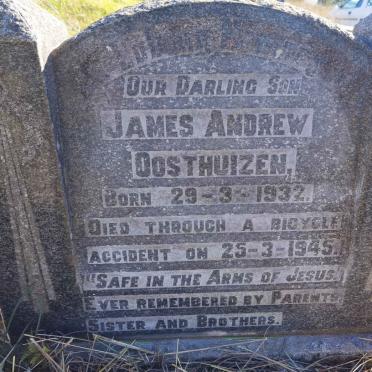 Our Darling Son
James Andrew
Oosthuizen,
Born 29-3-1932.
Died through a bicycle
accident on 25-3-1945.
"Safe in the Arms of Jesus."
Ever remembered by Parents,
Sister and Brothers.